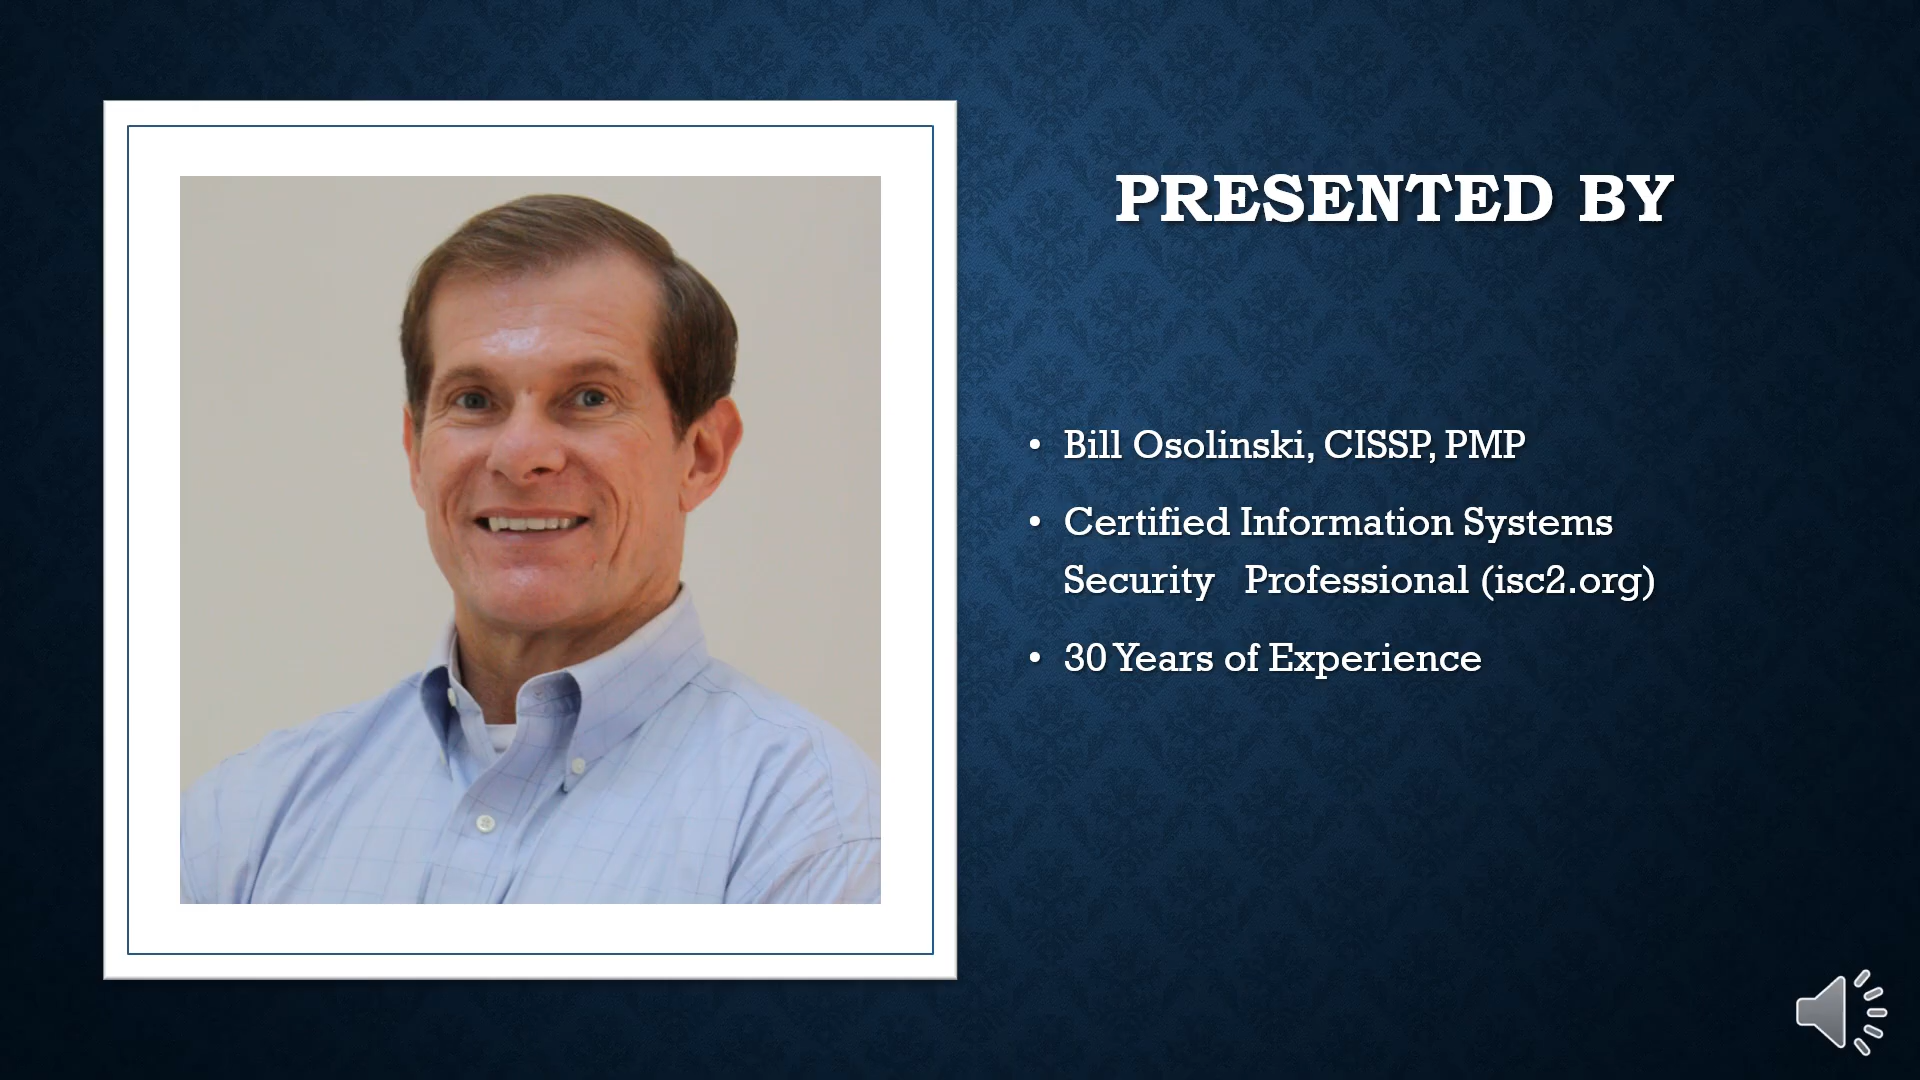 PRESENTED BY
• Bill Osolinski, CISSP, PMP
• Certified Information Systems
Security   Professional (isc2.org)
• 30 Years of Experience